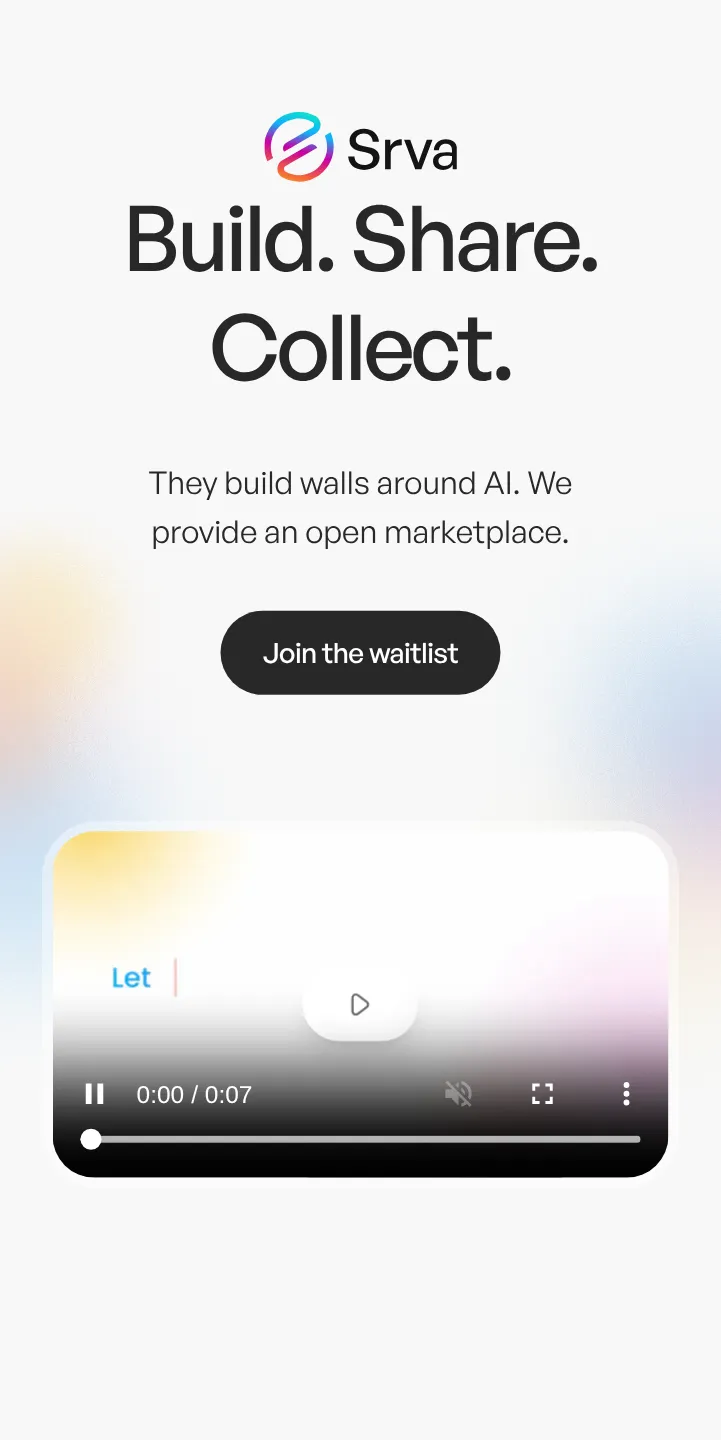 Srva
Build. Share.
Collect.
They build walls around AI. We
provide an open marketplace.
Join the waitlist
Let
0:00 / 0:07